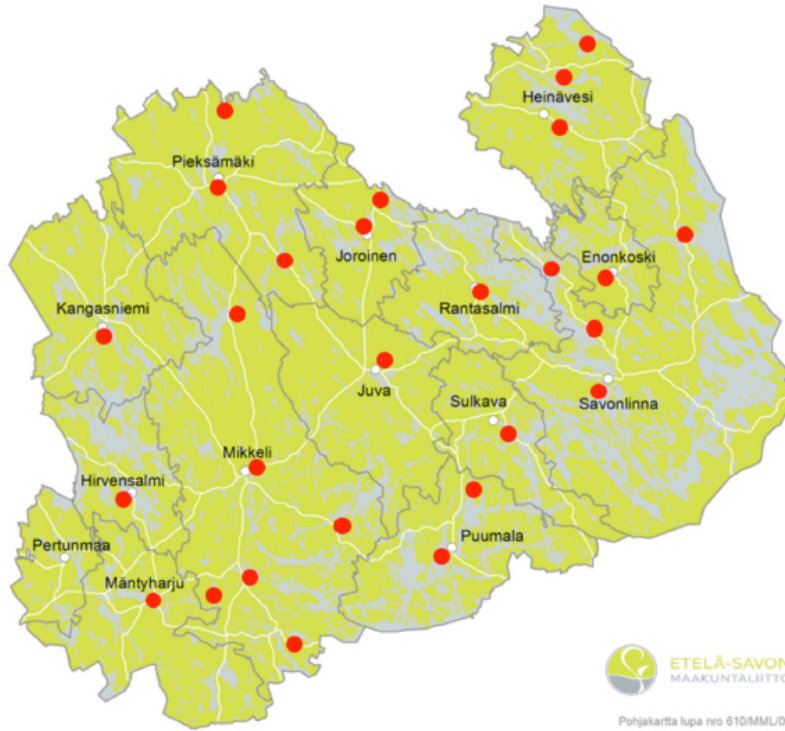 Heinävesi
Pieksämäki
Enonkoski
Joroinen
Kangasniemi
Rantasalmi
Juva
Sulkava
Savonlinna
Mikkeli
Hirvensalmi
Pertunmaa
Puumala
Mäntyharju
ETELÄ-SAVON
MAAKUNTALIITTO
Pohjakartta lupa nro 610/MML/0